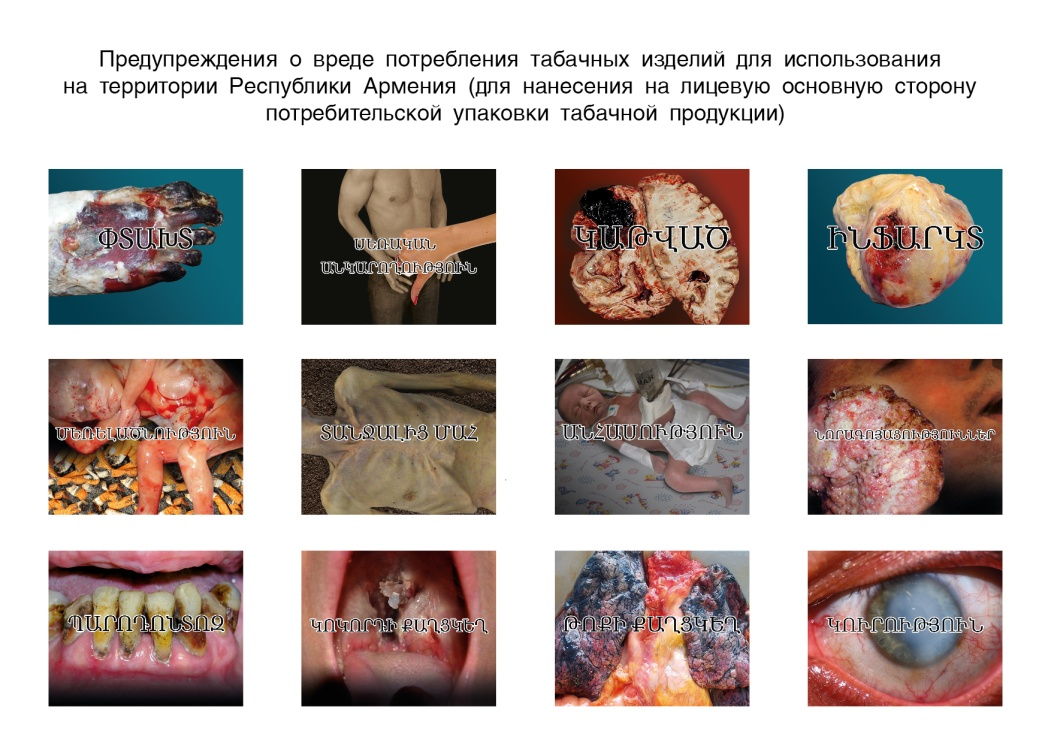 Предупреждения о вреде потребления табачных изделий для использования
на территории Республики Армения (для нанесения на лицевую основную сторону
потребительской упаковки табачной продукции)
ՓՏԱԽՏ
ՍԵՌԱԿԱՆ
ԱՆԿԱՐՈՂՈՒԹՅՈՒՆ
ԿԱԹՎԱԾ
ԻՆՖԱՐԿՏ
ՄԵՌԵԼԱԾՆՈՒԹՅՈՒՆ
ՏԱՆՋԱԼԻՑ ՄԱՀ
ԱՆՀԱՍՈՒԹՅՈՒՆ
ՆՈՐԱԳՈՅԱՑՈՒԹՅՈՒՆՆԵՐ
ՊԱՐՈԴՈՆՏՈԶ
ԿՈԿՈՐԴԻ ՔԱՂՑԿԵՂ
ԹՈՔԻ ՔԱՂՑԿԵՂ
ԿՈՒՐՈՒԹՅՈՒՆ